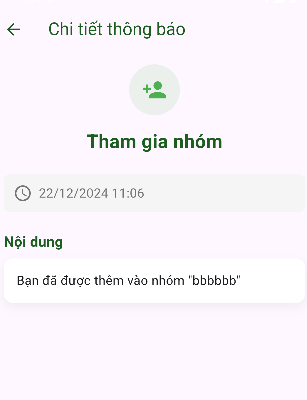 Chi tiết thông báo
Tham gia nhóm
22/12/2024 11:06
Nội dung
Bạn đã được thêm vào nhóm "bbbbbb"